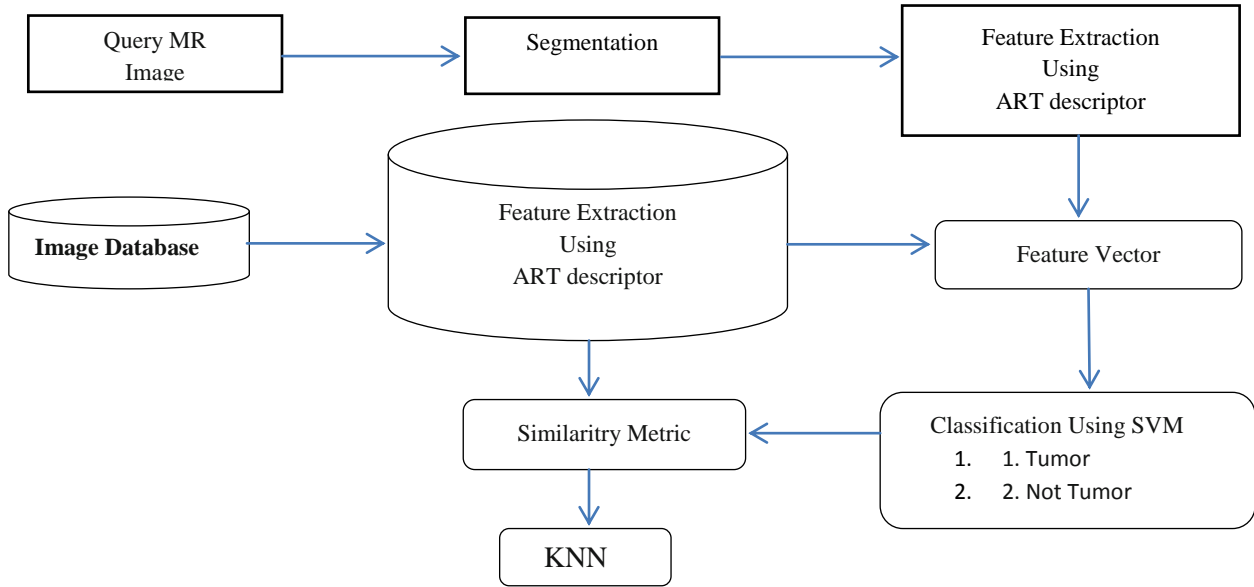 Query MR
Image
Segmentation
Feature Extraction
Using
ART descriptor
Image Database
Feature Extraction
Using
ART descriptor
Feature Vector
Similaritry Metric
Classification Using SVM
1. 1. Tumor
2. 2. Not Tumor
KNN